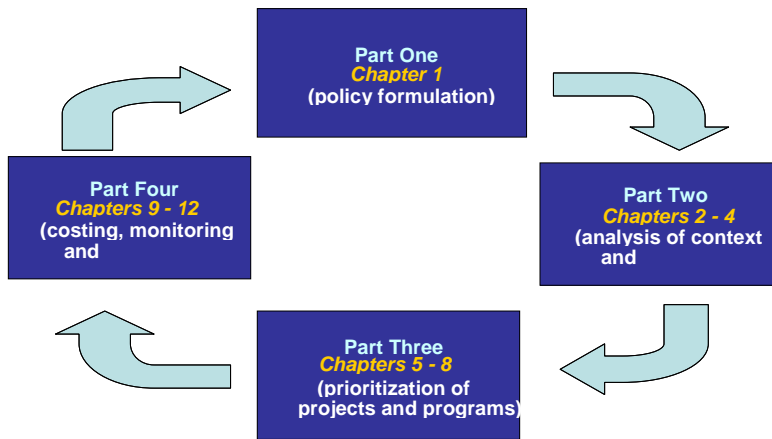 Part One
Chapter 1
(policy formulation)
Part Two
Chapters 2 - 4
(analysis of context
and
Part Three
Chapters 5 - 8
(prioritization of
projects and programs)
Part Four
Chapters 9 - 12
(costing, monitoring
and